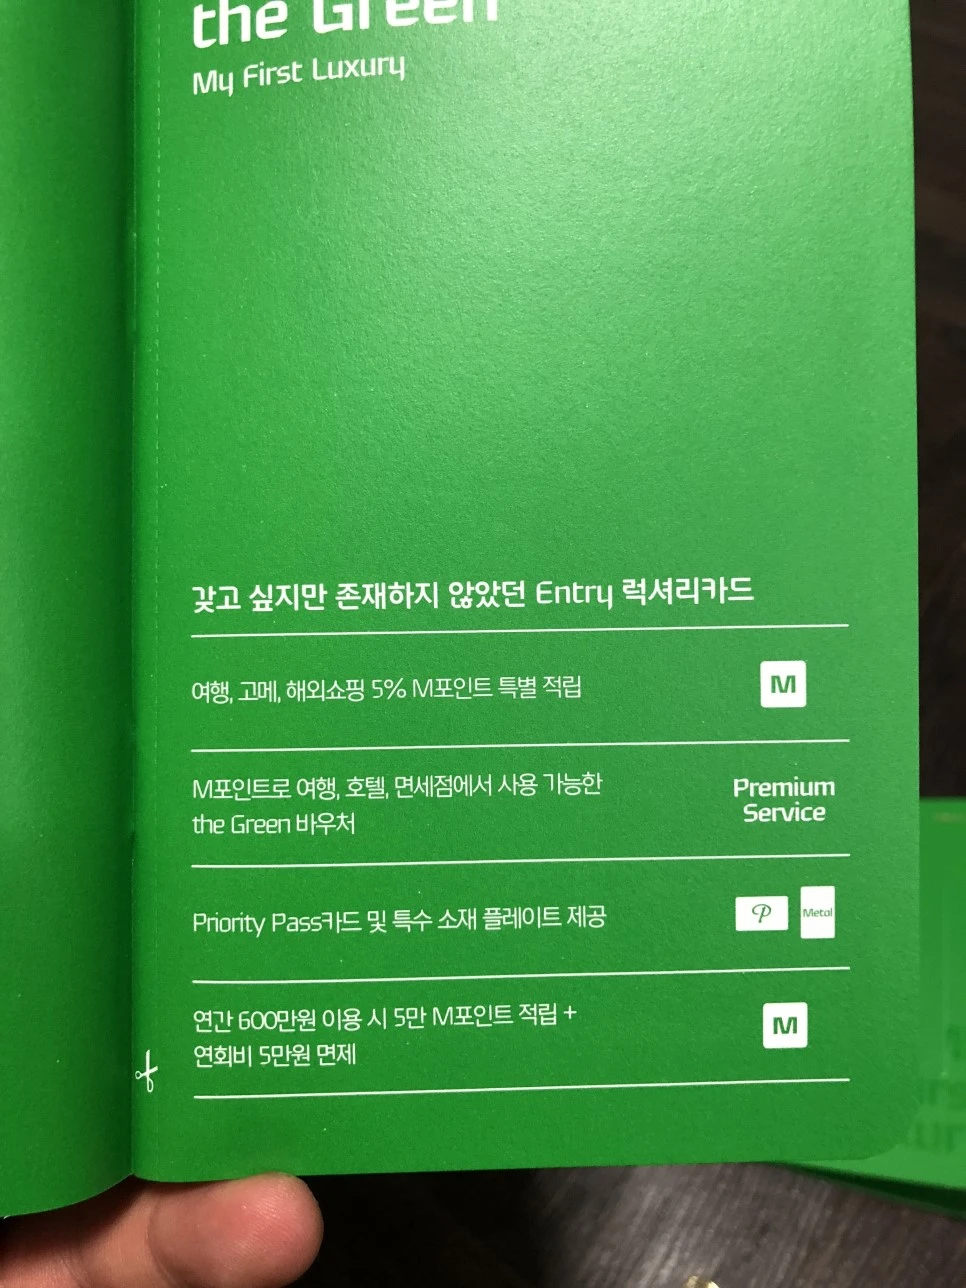 the Green
My First Luxury
갖고 싶지만 존재하지 않았던 Entry 럭셔리카드
여행, 고메, 해외쇼핑 5% M포인트 특별 적립
M
M포인트로 여행, 호텔, 면세점에서 사용 가능한
the Green 바우처
Premium
Service
Priority Pass카드 및 특수 소재 플레이트 제공
P
Metal
연간 600만원 이용 시 5만 M포인트 적립 +
연회비 5만원 면제
M